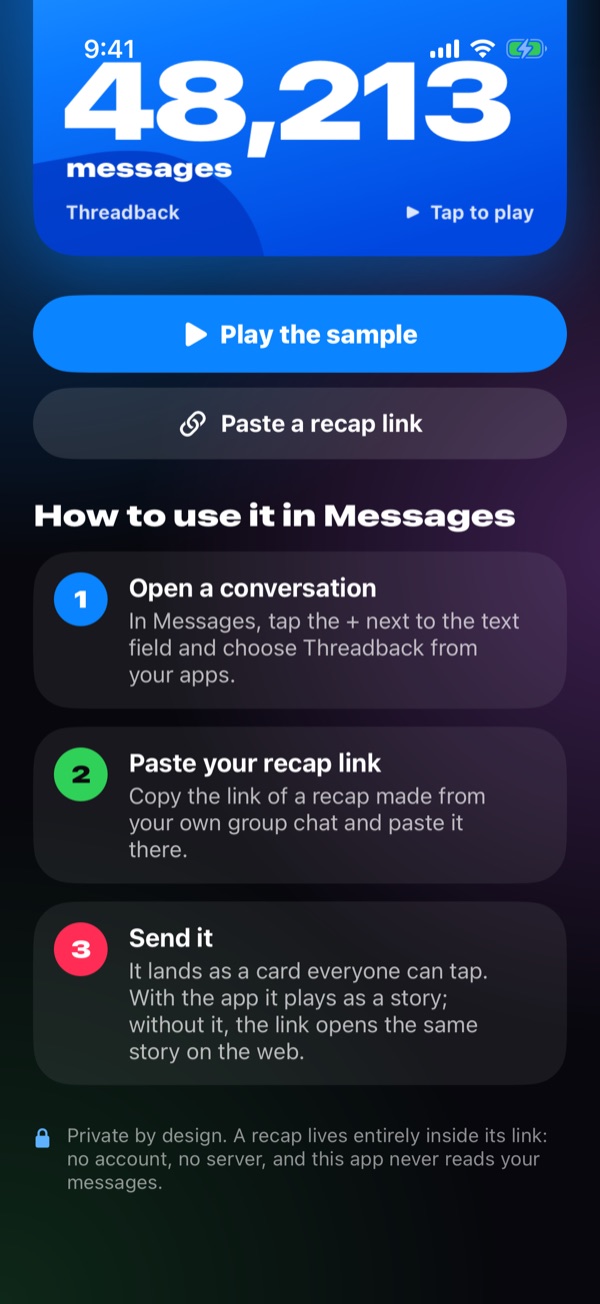 9:41
48,213
messages
Threadback
Tap to play
Play the sample
Paste a recap link
How to use it in Messages
1
Open a conversation
In Messages, tap the + next to the text
field and choose Threadback from
your apps.
2
Paste your recap link
Copy the link of a recap made from
your own group chat and paste it
there.
3
Send it
It lands as a card everyone can tap.
With the app it plays as a story;
without it, the link opens the same
story on the web.
Private by design. A recap lives entirely inside its link:
no account, no server, and this app never reads your
messages.